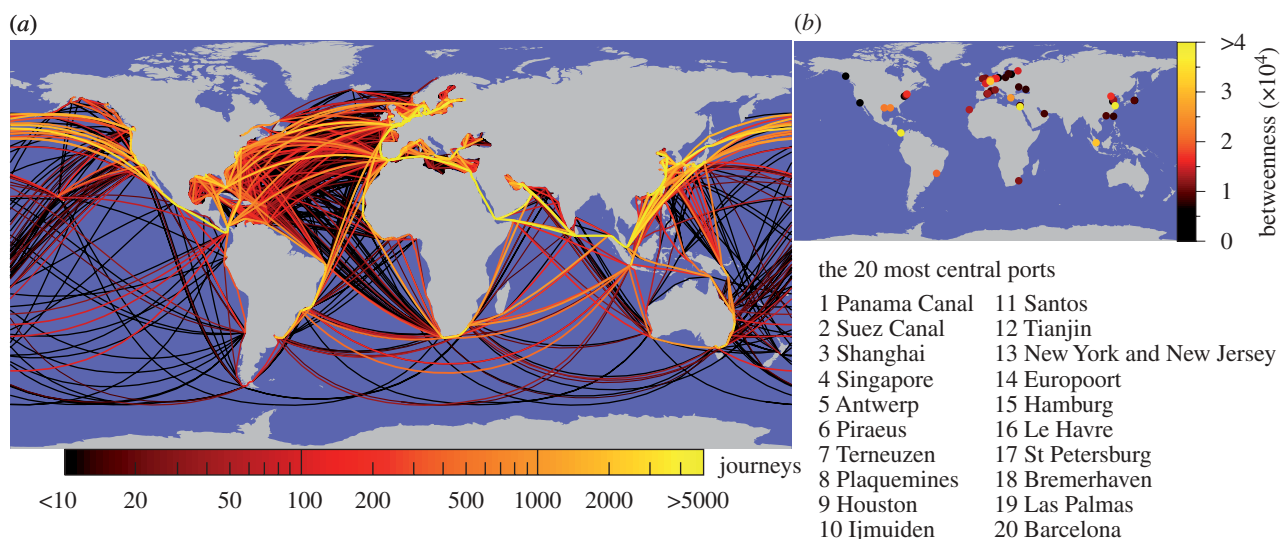 (a)
<10 20 50 100 200 500 1000 2000 >5000
journeys
(b)
>4
3
2
1
0
betweenness (×10⁴)
the 20 most central ports
1 Panama Canal
2 Suez Canal
3 Shanghai
4 Singapore
5 Antwerp
6 Piraeus
7 Terneuzen
8 Plaquemines
9 Houston
10 Ijmuiden
11 Santos
12 Tianjin
13 New York and New Jersey
14 Europoort
15 Hamburg
16 Le Havre
17 St Petersburg
18 Bremerhaven
19 Las Palmas
20 Barcelona